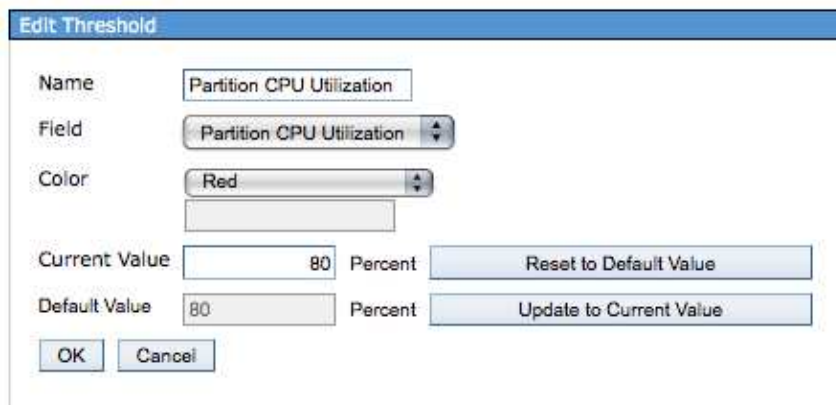 Edit Threshold
Name Partition CPU Utilization
Field Partition CPU Utilization
Color Red
Current Value 80 Percent Reset to Default Value
Default Value 80 Percent Update to Current Value
OK Cancel